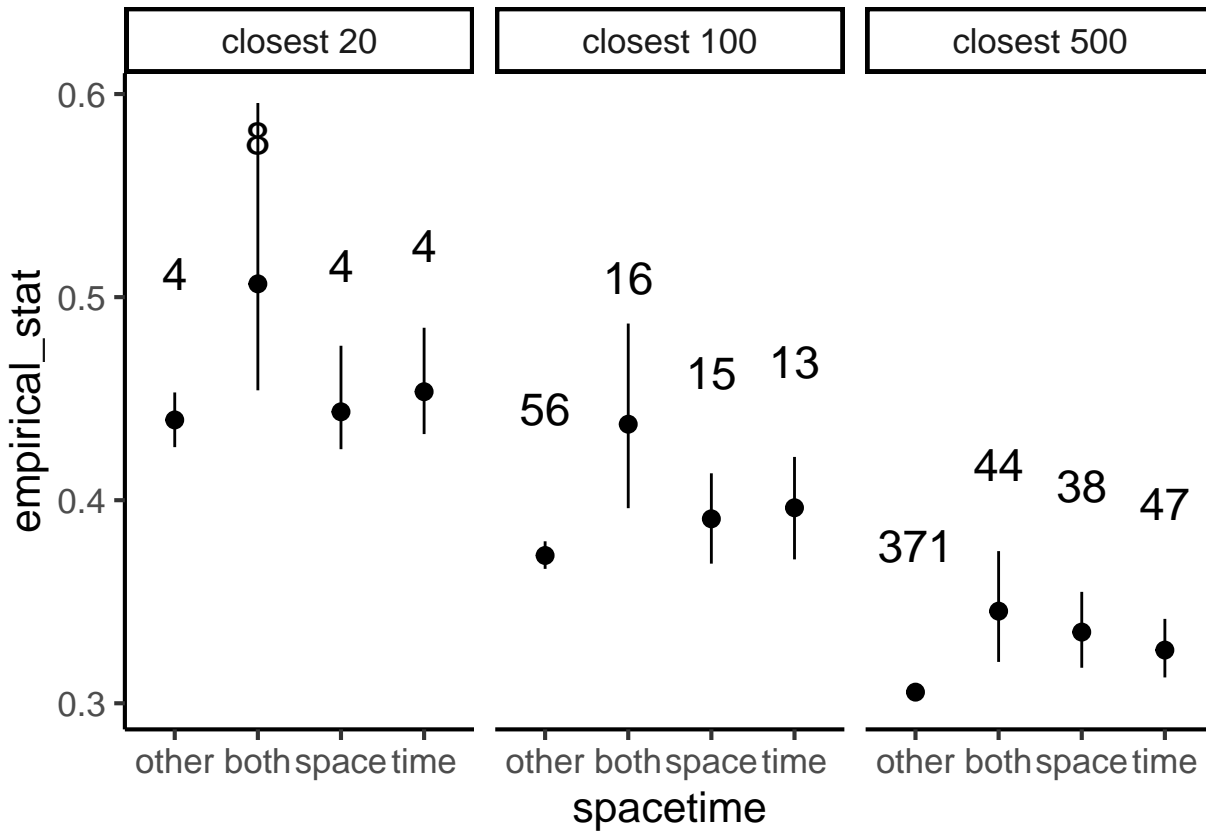 closest 20 closest 100 closest 500
0.6
8
4 4 4
0.5
16
15 13
56
0.4
44 38 47
371
0.3
empirical_stat
other both space time other both space time other both space time
spacetime